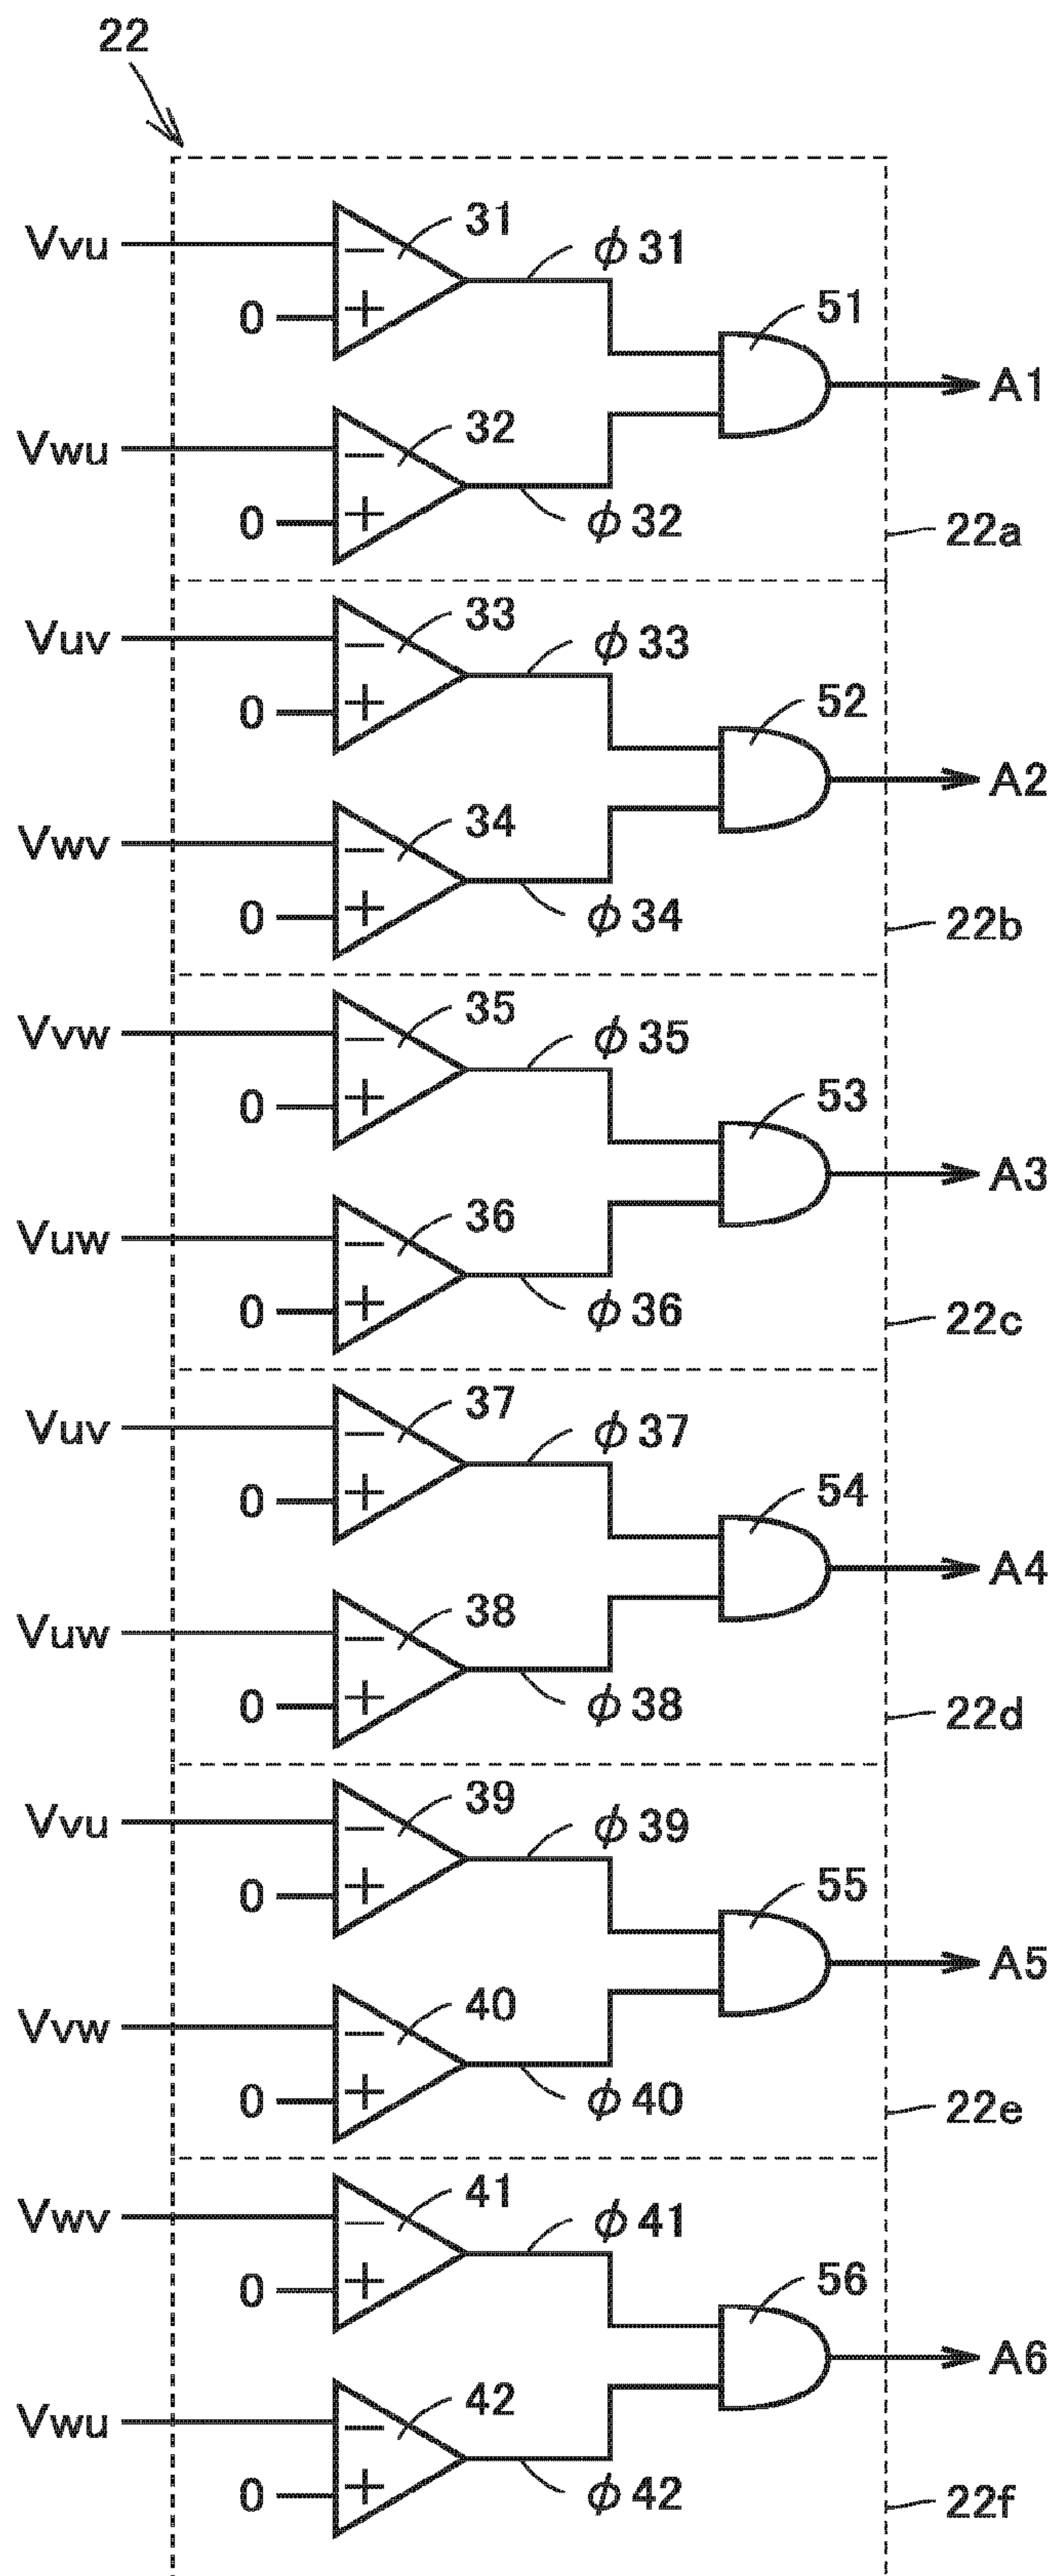 22
Vvu − 31 ϕ31
0 +
51
A1
Vwu − 32
0 + ϕ32
22a
Vuv − 33 ϕ33
0 +
52
A2
Vwv − 34
0 + ϕ34
22b
Vvw − 35 ϕ35
0 +
53
A3
Vuw − 36
0 + ϕ36
22c
Vuv − 37 ϕ37
0 +
54
A4
Vuw − 38
0 + ϕ38
22d
Vvu − 39 ϕ39
0 +
55
A5
Vvw − 40
0 + ϕ40
22e
Vwv − 41 ϕ41
0 +
56
A6
Vwu − 42
0 + ϕ42
22f